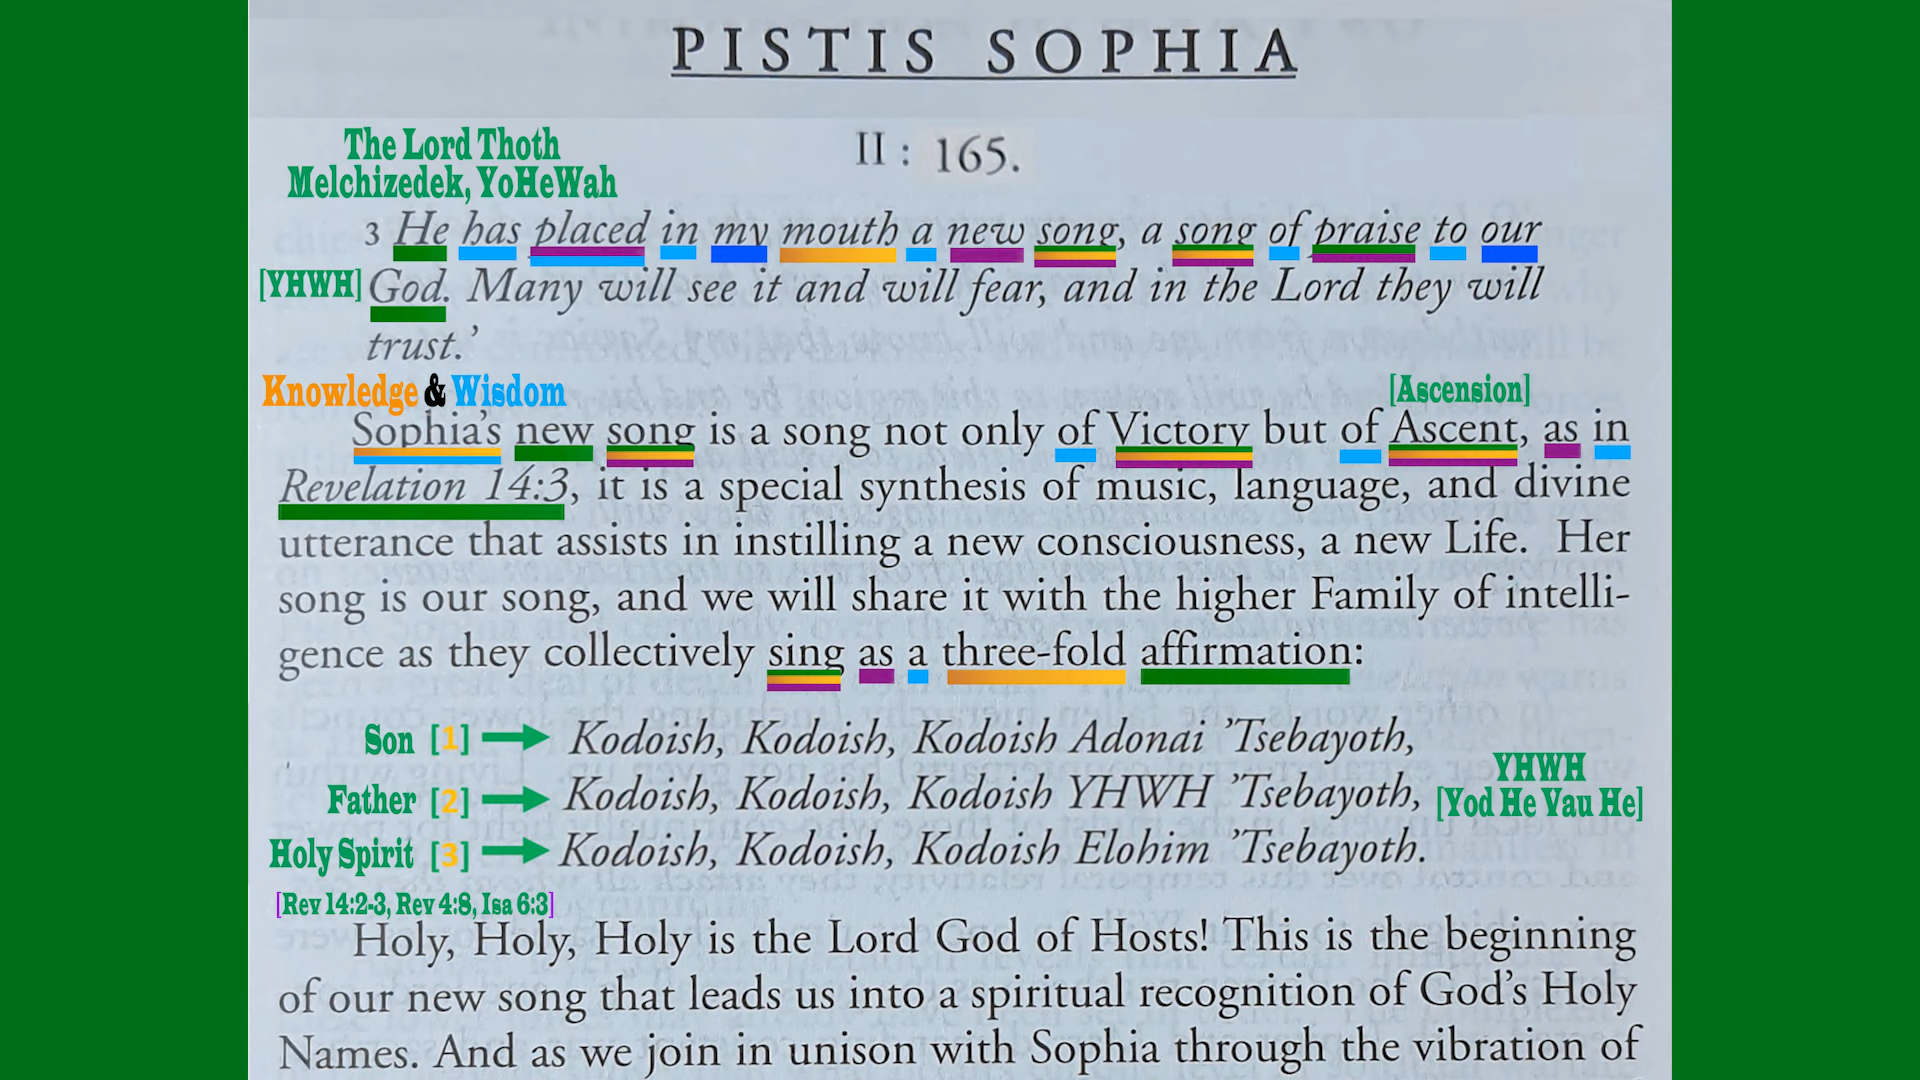 PISTIS SOPHIA
II : 165.
The Lord Thoth
Melchizedek, YoHeWah
3 He has placed in my mouth a new song, a song of praise to our
[YHWH] God. Many will see it and will fear, and in the Lord they will
trust.’
Knowledge & Wisdom
[Ascension]
Sophia’s new song is a song not only of Victory but of Ascent, as in
Revelation 14:3, it is a special synthesis of music, language, and divine
utterance that assists in instilling a new consciousness, a new Life. Her
song is our song, and we will share it with the higher Family of intelli-
gence as they collectively sing as a three-fold affirmation:
Son [1] Kodoish, Kodoish, Kodoish Adonai ’Tsebayoth,
YHWH
Father [2] Kodoish, Kodoish, Kodoish YHWH ’Tsebayoth, [Yod He Vau He]
Holy Spirit [3] Kodoish, Kodoish, Kodoish Elohim ’Tsebayoth.
[Rev 14:2-3, Rev 4:8, Isa 6:3]
Holy, Holy, Holy is the Lord God of Hosts! This is the beginning
of our new song that leads us into a spiritual recognition of God’s Holy
Names. And as we join in unison with Sophia through the vibration of